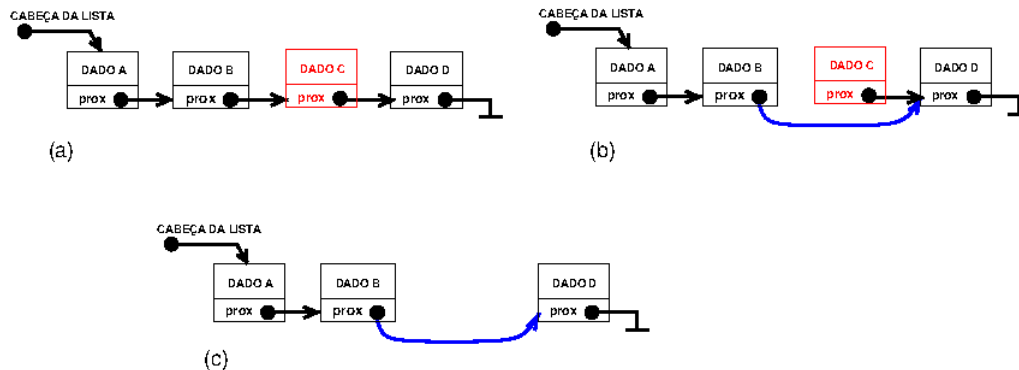 CABEÇA DA LISTA
DADO A DADO B DADO C DADO D
prox prox prox prox
(a)
CABEÇA DA LISTA
DADO A DADO B DADO C DADO D
prox prox prox prox
(b)
CABEÇA DA LISTA
DADO A DADO B DADO D
prox prox prox
(c)